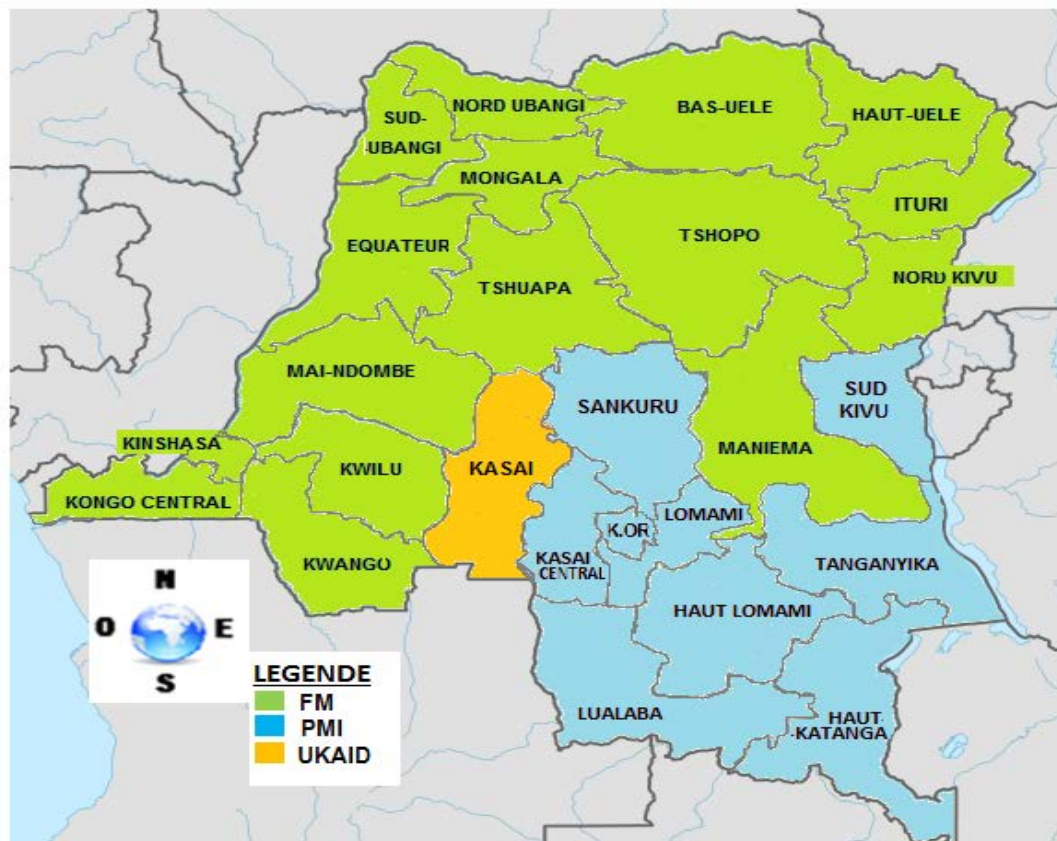 NORD UBANGI
BAS-UELE
HAUT-UELE
SUD-
UBANGI
MONGALA
ITURI
EQUATEUR
TSHOPO
TSHUAPA
NORD KIVU
MAI-NDOMBE
SANKURU
SUD
KIVU
KINSHASA
KWILU
KASAI
MANIEMA
KONGO CENTRAL
LOMAMI
K.OR
KWANGO
KASAI
CENTRAL
TANGANYIKA
HAUT LOMAMI
LUALABA
HAUT
-KATANGA
N
O
E
S
LEGENDE
FM
PMI
UKAID